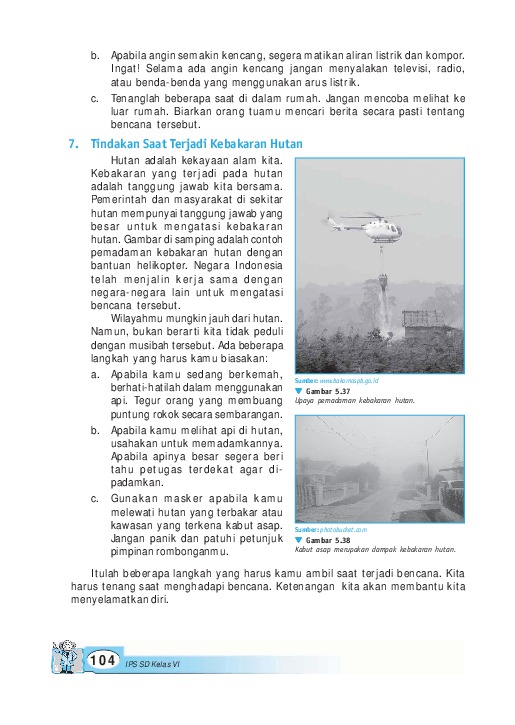 b. Apabila angin semakin kencang, segera matikan aliran listrik dan kompor.
Ingat! Selama ada angin kencang jangan menyalakan televisi, radio,
atau benda-benda yang menggunakan arus listrik.
c. Tenanglah beberapa saat di dalam rumah. Jangan mencoba melihat ke
luar rumah. Biarkan orang tuamu mencari berita secara pasti tentang
bencana tersebut.
7. Tindakan Saat Terjadi Kebakaran Hutan
Hutan adalah kekayaan alam kita.
Kebakaran yang terjadi pada hutan
adalah tanggung jawab kita bersama.
Pemerintah dan masyarakat di sekitar
hutan mempunyai tanggung jawab yang
besar untuk mengatasi kebakaran
hutan. Gambar di samping adalah contoh
pemadaman kebakaran hutan dengan
bantuan helikopter. Negara Indonesia
telah menjalin kerja sama dengan
negara-negara lain untuk mengatasi
bencana tersebut.
Wilayahmu mungkin jauh dari hutan.
Namun, bukan berarti kita tidak peduli
dengan musibah tersebut. Ada beberapa
langkah yang harus kamu biasakan:
a. Apabila kamu sedang berkemah,
berhati-hatilah dalam menggunakan
api. Tegur orang yang membuang
puntung rokok secara sembarangan.
b. Apabila kamu melihat api di hutan,
usahakan untuk memadamkannya.
Apabila apinya besar segera beri
tahu petugas terdekat agar di-
padamkan.
c. Gunakan masker apabila kamu
melewati hutan yang terbakar atau
kawasan yang terkena kabut asap.
Jangan panik dan patuhi petunjuk
pimpinan rombonganmu.
Sumber: www.bakornaspb.go.id
▼ Gambar 5.37
Upaya pemadaman kebakaran hutan.
Sumber: photobucket.com
▼ Gambar 5.38
Kabut asap merupakan dampak kebakaran hutan.
Itulah beberapa langkah yang harus kamu ambil saat terjadi bencana. Kita
harus tenang saat menghadapi bencana. Ketenangan kita akan membantu kita
menyelamatkan diri.
104 IPS SD Kelas VI